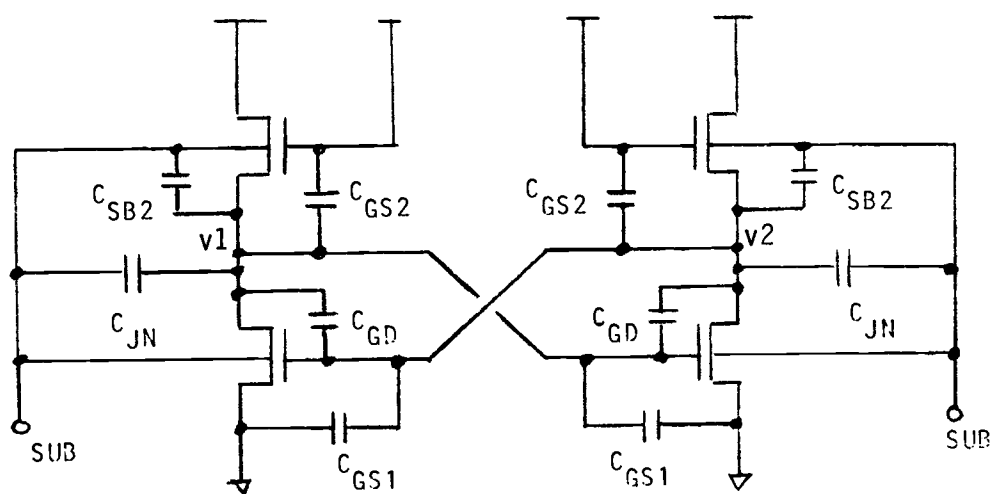 C_SB2
C_GS2
C_GS2
C_SB2
v1
v2
C_JN
C_GD
C_GD
C_JN
SUB
C_GS1
C_GS1
SUB